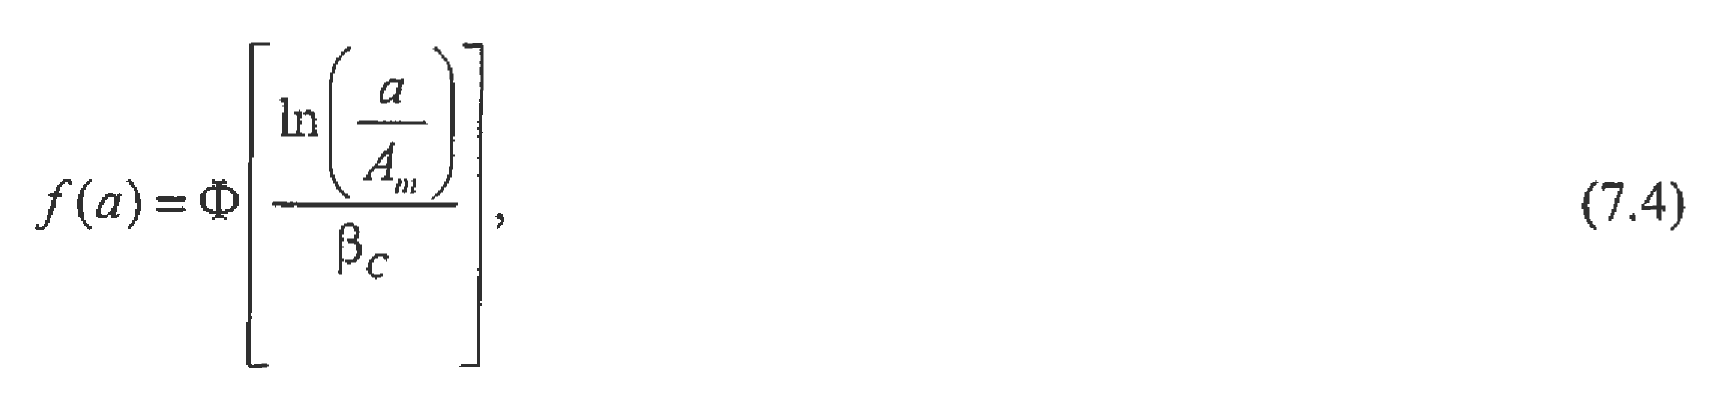 f(a) = Φ[ln(a/A_m)/β_C], (7.4)